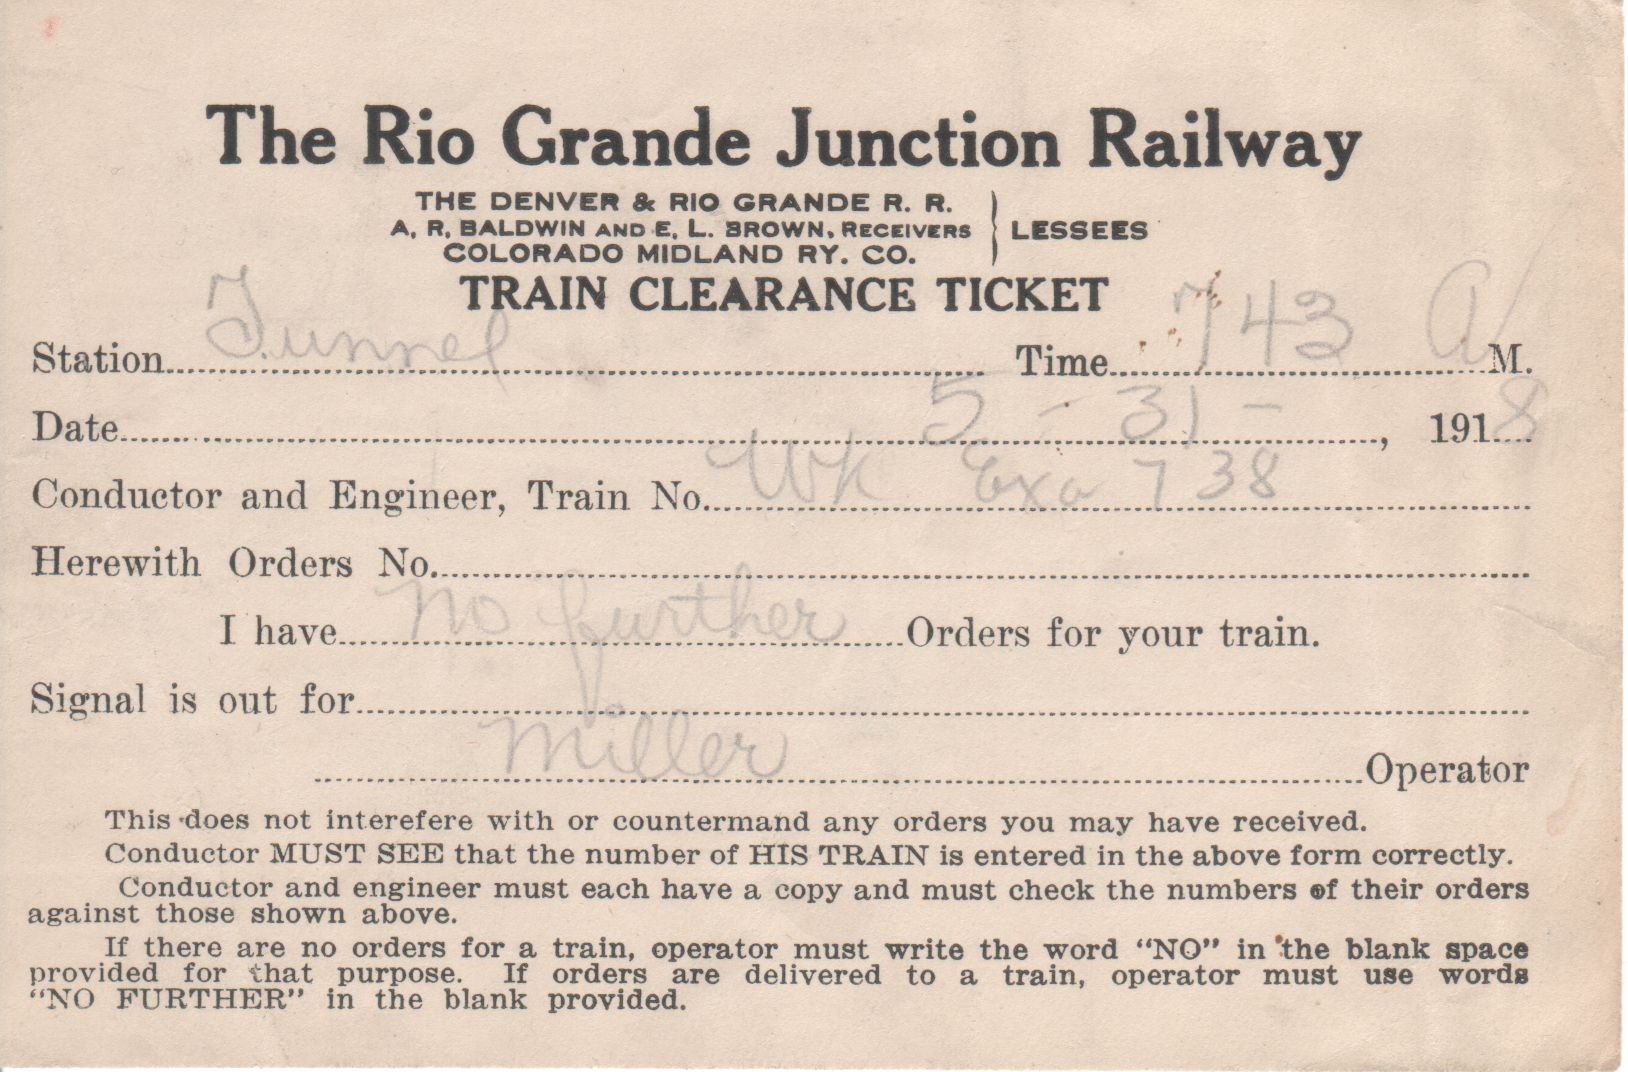 The Rio Grande Junction Railway
THE DENVER & RIO GRANDE R. R.
A. R. BALDWIN AND E. L. BROWN, RECEIVERS
COLORADO MIDLAND RY. CO.
LESSEES
TRAIN CLEARANCE TICKET
Station Tunnel Time 743 A M.
Date 5-31-, 1918
Conductor and Engineer, Train No. Wk Exa 738
Herewith Orders No.
I have No further Orders for your train.
Signal is out for
Miller Operator
This does not interefere with or countermand any orders you may have received.
Conductor MUST SEE that the number of HIS TRAIN is entered in the above form correctly.
Conductor and engineer must each have a copy and must check the numbers of their orders
against those shown above.
If there are no orders for a train, operator must write the word “NO” in the blank space
provided for that purpose. If orders are delivered to a train, operator must use words
“NO FURTHER” in the blank provided.